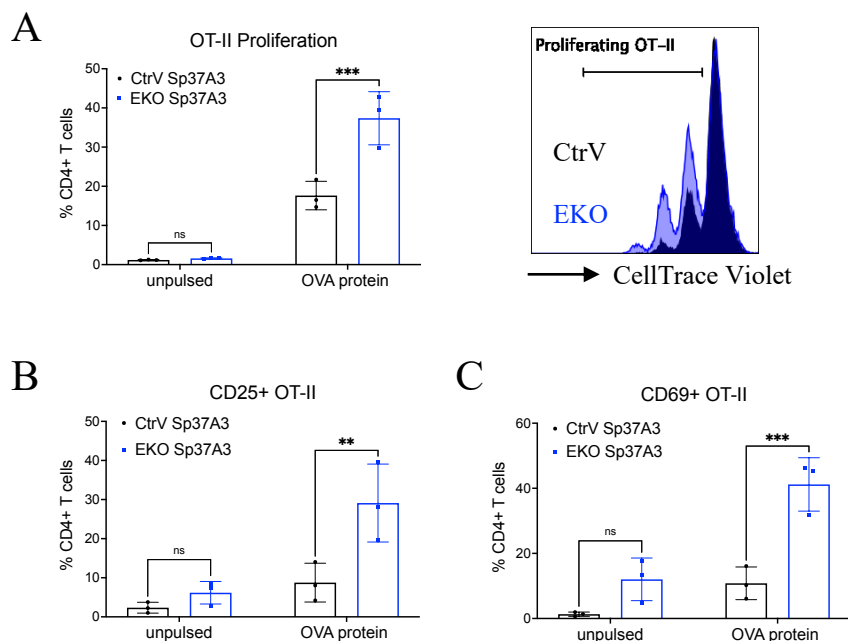 A
OT-II Proliferation
CtrV Sp37A3
EKO Sp37A3
% CD4+ T cells
50
40
30
20
10
0
ns
***
unpulsed
OVA protein
Proliferating OT–II
CtrV
EKO
CellTrace Violet
B
CD25+ OT-II
CtrV Sp37A3
EKO Sp37A3
% CD4+ T cells
50
40
30
20
10
0
ns
**
unpulsed
OVA protein
C
CD69+ OT-II
CtrV Sp37A3
EKO Sp37A3
% CD4+ T cells
60
40
20
0
ns
***
unpulsed
OVA protein